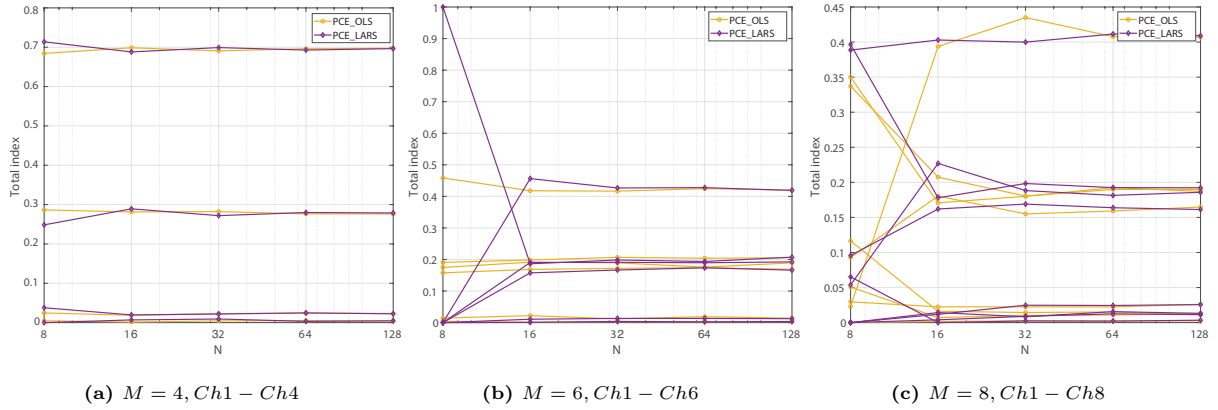 0.8
0.7
0.6
0.5
0.4
0.3
0.2
0.1
0
8 16 32 64 128
N
Total index
PCE_OLS
PCE_LARS
(a) M = 4, Ch1 − Ch4
1
0.9
0.8
0.7
0.6
0.5
0.4
0.3
0.2
0.1
0
8 16 32 64 128
N
Total index
PCE_OLS
PCE_LARS
(b) M = 6, Ch1 − Ch6
0.45
0.4
0.35
0.3
0.25
0.2
0.15
0.1
0.05
0
8 16 32 64 128
N
Total index
PCE_OLS
PCE_LARS
(c) M = 8, Ch1 − Ch8